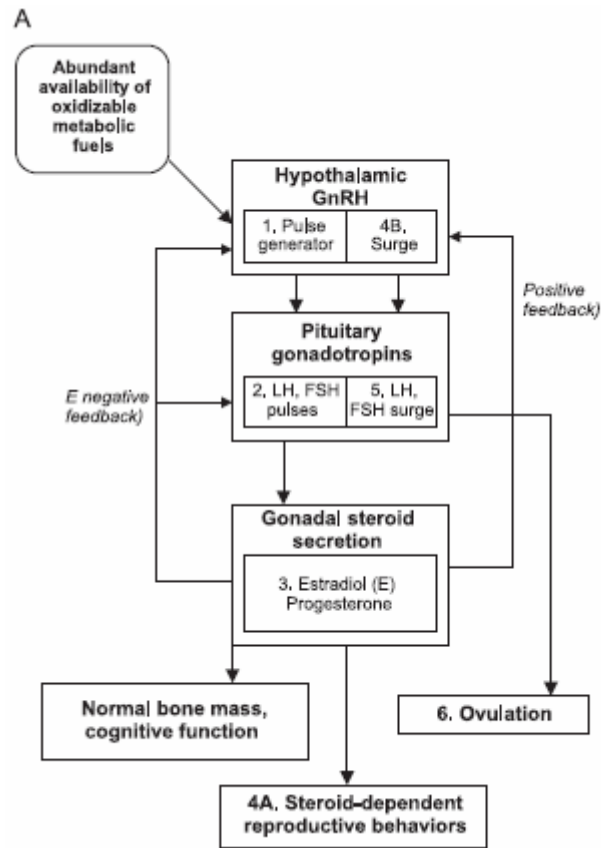 A
Abundant
availability of
oxidizable
metabolic
fuels
Hypothalamic
GnRH
1, Pulse
generator
4B,
Surge
Positive
feedback)
Pituitary
gonadotropins
2, LH, FSH
pulses
5, LH,
FSH surge
E negative
feedback)
Gonadal steroid
secretion
3. Estradiol (E)
Progesterone
Normal bone mass,
cognitive function
6. Ovulation
4A. Steroid-dependent
reproductive behaviors